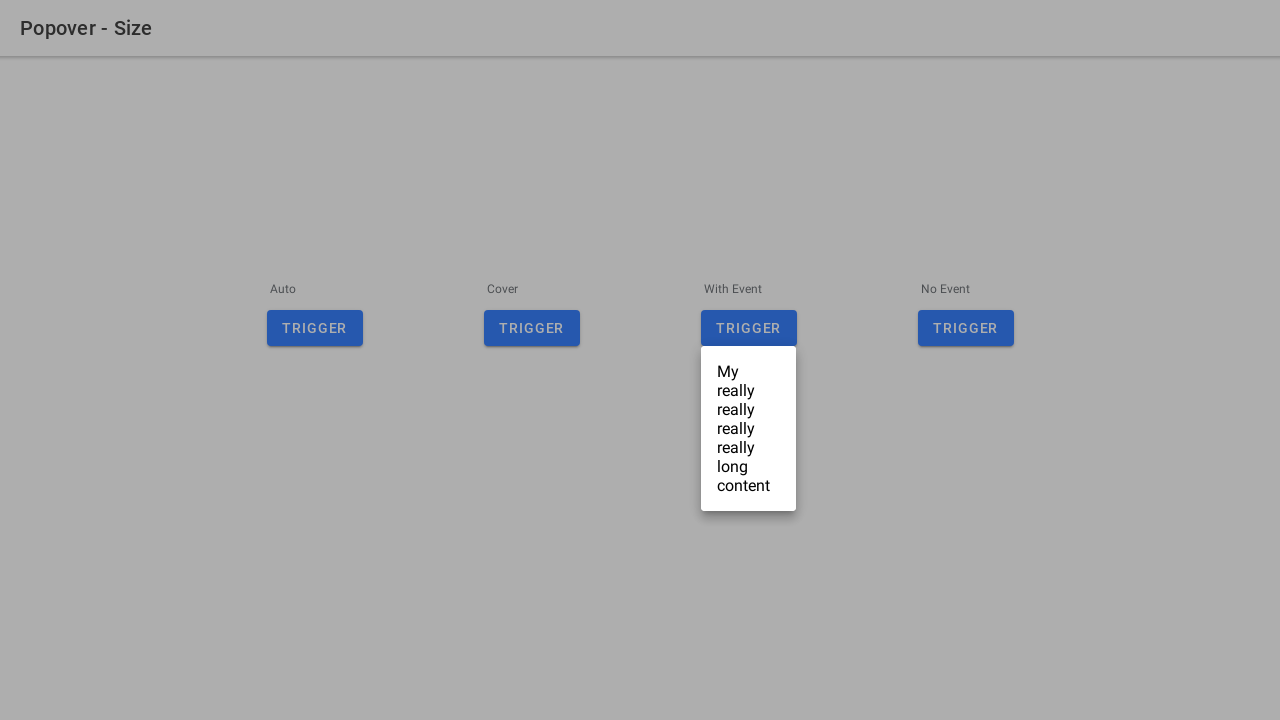 Popover - Size
Auto
Cover
With Event
No Event
TRIGGER
TRIGGER
TRIGGER
TRIGGER
My
really
really
really
really
long
content